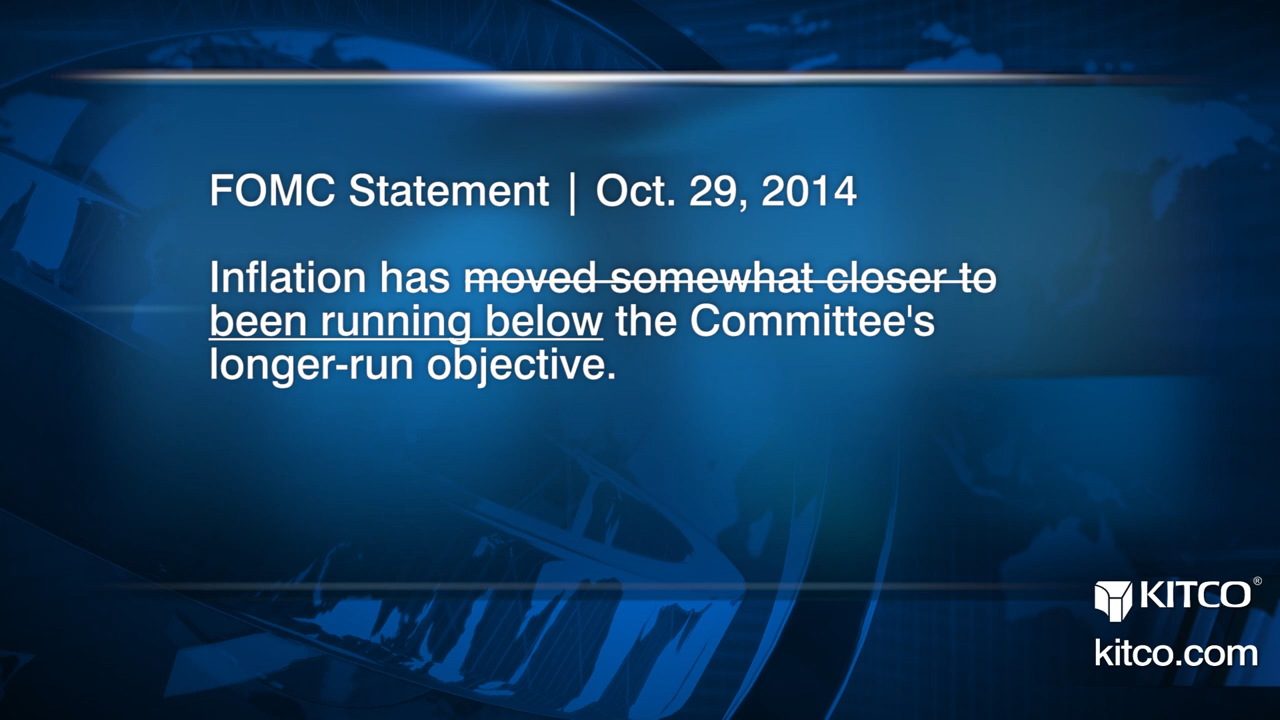 FOMC Statement | Oct. 29, 2014
Inflation has moved somewhat closer to
been running below the Committee's
longer-run objective.
KITCO®
kitco.com